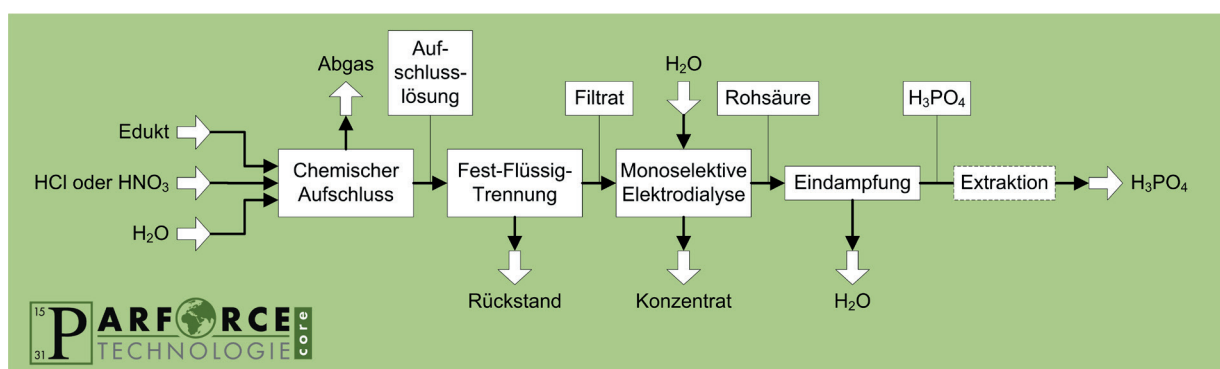 Edukt
HCl oder HNO₃
H₂O
Abgas
Chemischer
Aufschluss
Auf-
schluss-
lösung
Fest-Flüssig-
Trennung
Rückstand
Filtrat
H₂O
Monoselektive
Elektrodialyse
Konzentrat
Rohsäure
Eindampfung
H₂O
H₃PO₄
Extraktion
H₃PO₄
15
31
PARFORCE
TECHNOLOGIE
core